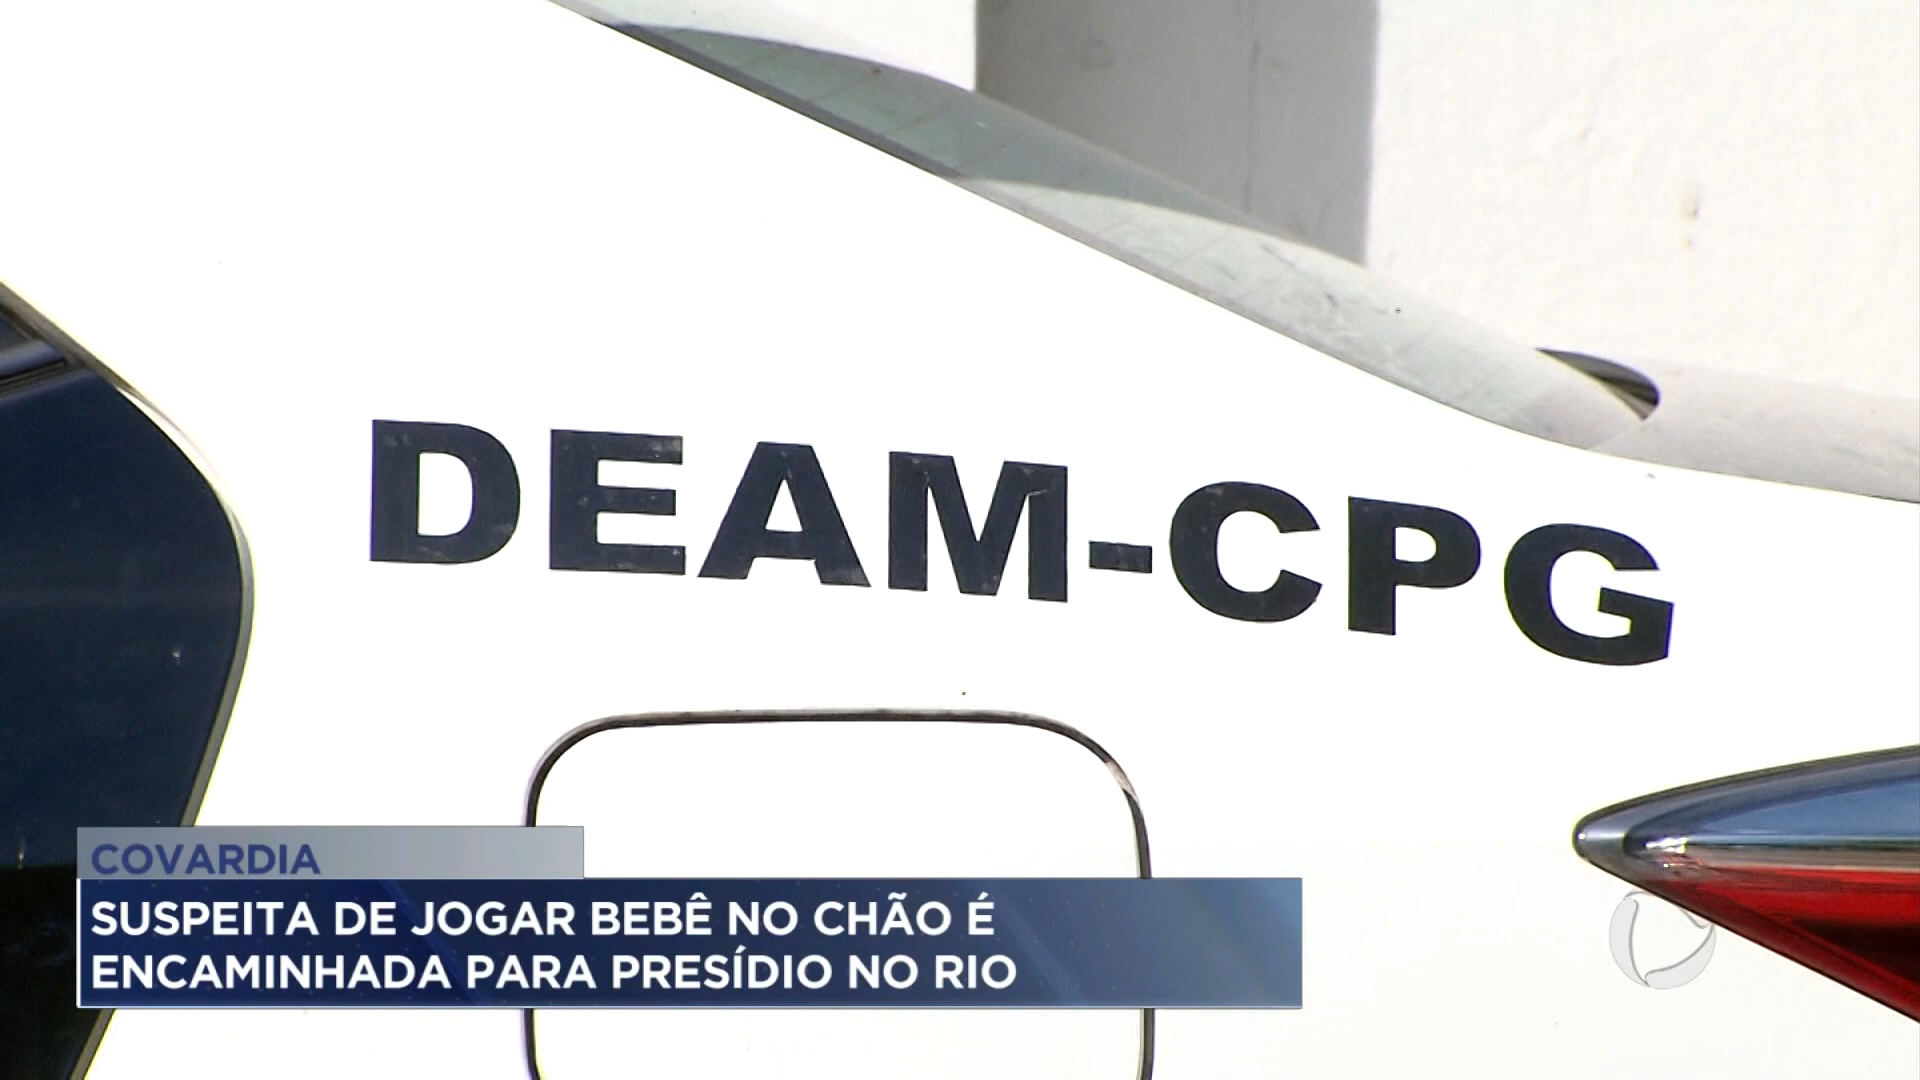 DEAM-CPG
COVARDIA
SUSPEITA DE JOGAR BEBÊ NO CHÃO É
ENCAMINHADA PARA PRESÍDIO NO RIO